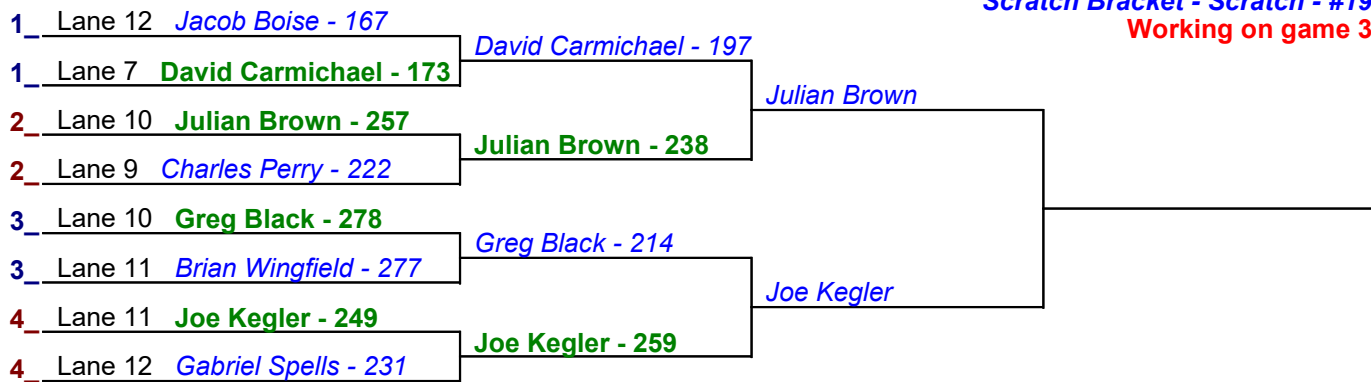 Scratch Bracket - Scratch - #19
Working on game 3
1_ Lane 12 Jacob Boise - 167
David Carmichael - 197
1_ Lane 7 David Carmichael - 173
Julian Brown
2_ Lane 10 Julian Brown - 257
Julian Brown - 238
2_ Lane 9 Charles Perry - 222
3_ Lane 10 Greg Black - 278
Greg Black - 214
3_ Lane 11 Brian Wingfield - 277
Joe Kegler
4_ Lane 11 Joe Kegler - 249
Joe Kegler - 259
4_ Lane 12 Gabriel Spells - 231